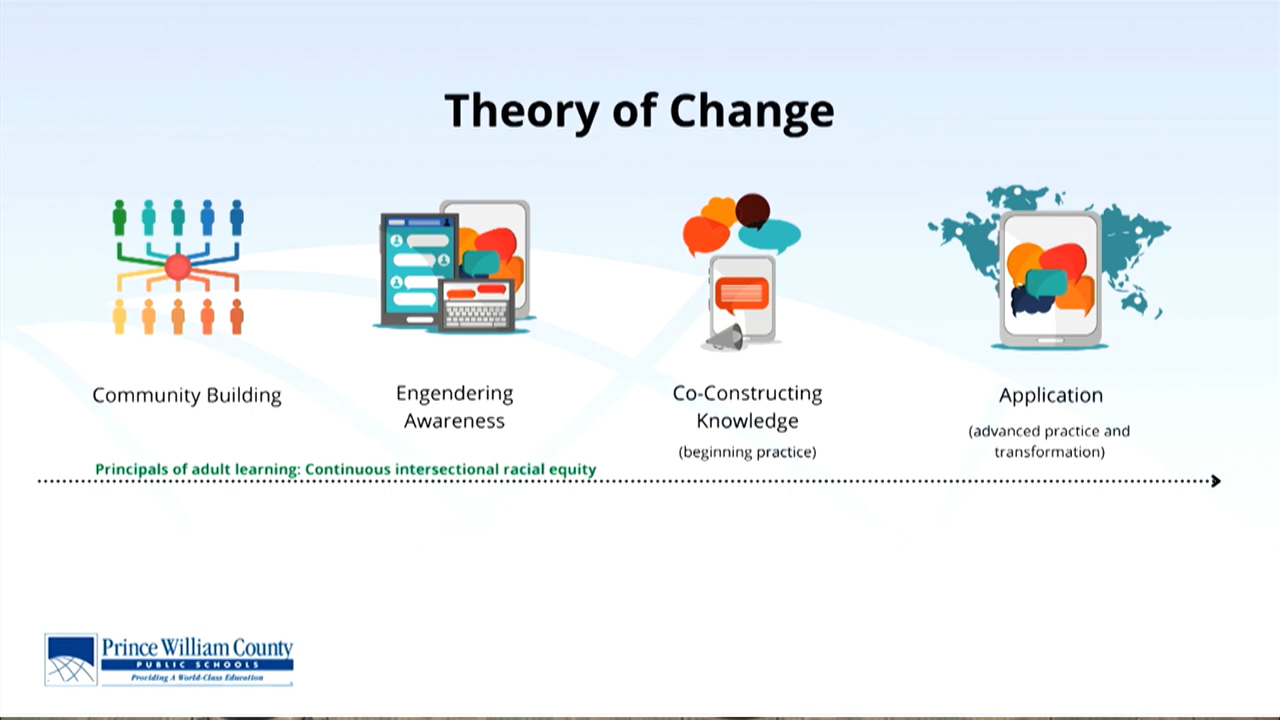 Theory of Change
Community Building
Engendering
Awareness
Co-Constructing
Knowledge
(beginning practice)
Application
(advanced practice and
transformation)
Principals of adult learning: Continuous intersectional racial equity
Prince William County
PUBLIC SCHOOLS
Providing A World-Class Education